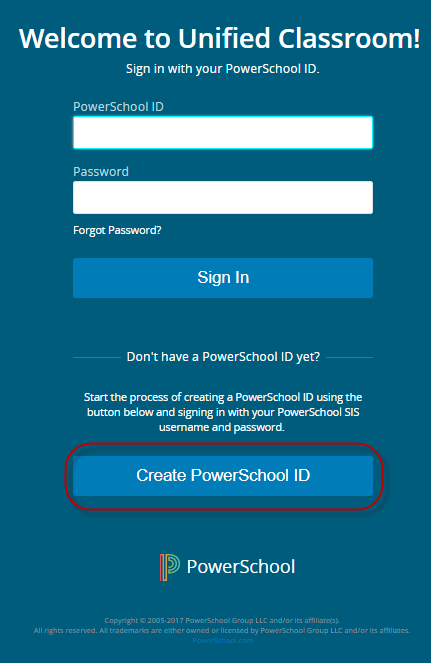 Welcome to Unified Classroom!
Sign in with your PowerSchool ID.
PowerSchool ID
Password
Forgot Password?
Sign In
Don't have a PowerSchool ID yet?
Start the process of creating a PowerSchool ID using the
button below and signing in with your PowerSchool SIS
username and password.
Create PowerSchool ID
PowerSchool
Copyright © 2005-2017 PowerSchool Group LLC and/or its affiliate(s).
All rights reserved. All trademarks are either owned or licensed by PowerSchool Group LLC and/or its affiliates.
PowerSchool.com